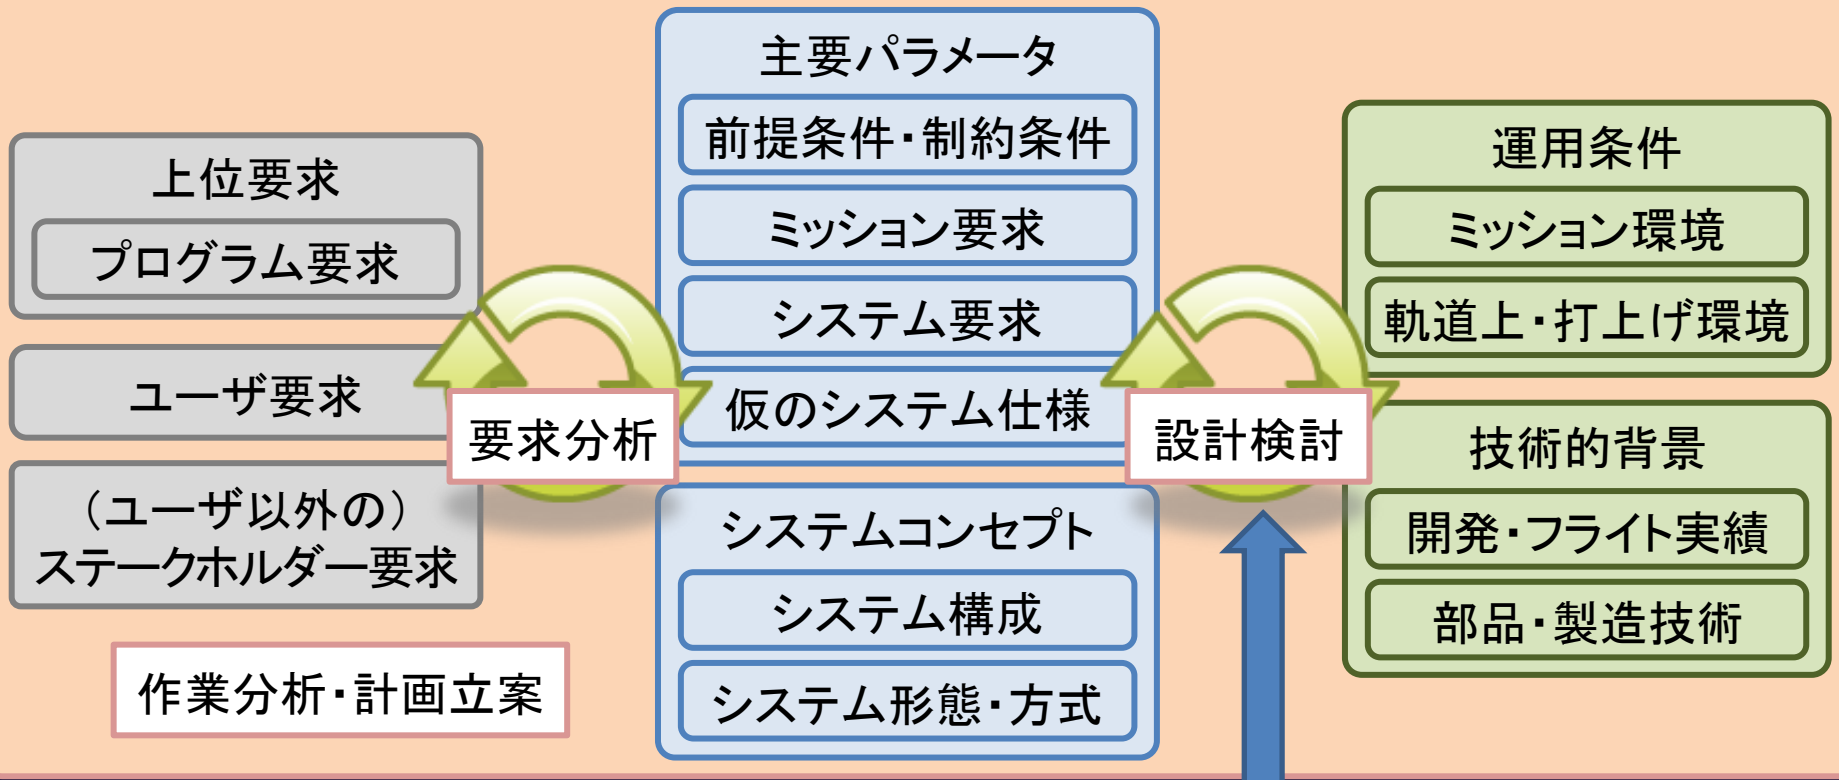 上位要求
プログラム要求
ユーザ要求
(ユーザ以外の)
ステークホルダー要求
作業分析・計画立案
要求分析
主要パラメータ
前提条件・制約条件
ミッション要求
システム要求
仮のシステム仕様
システムコンセプト
システム構成
システム形態・方式
設計検討
運用条件
ミッション環境
軌道上・打上げ環境
技術的背景
開発・フライト実績
部品・製造技術